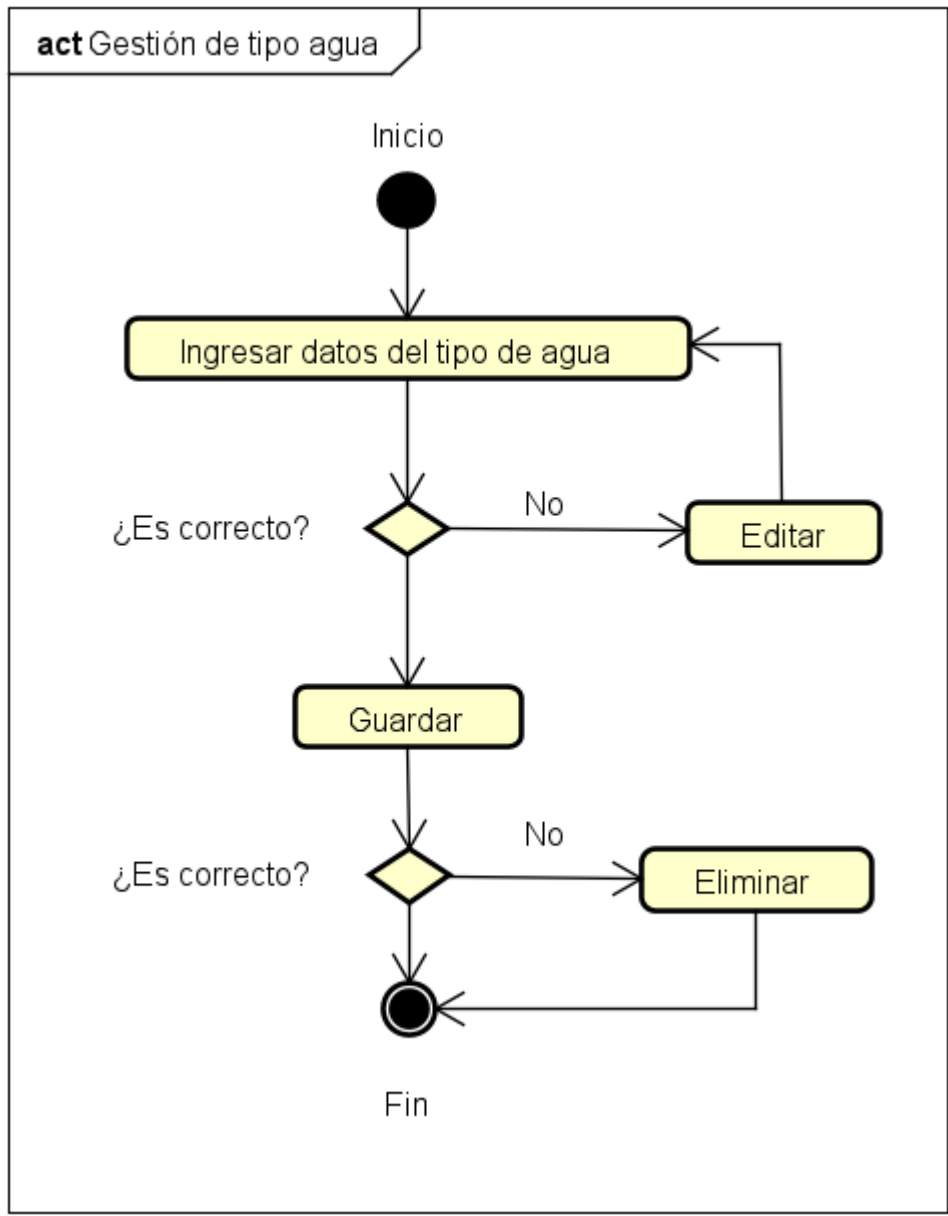 act Gestión de tipo agua
Inicio
Ingresar datos del tipo de agua
¿Es correcto?
No
Editar
Guardar
¿Es correcto?
No
Eliminar
Fin